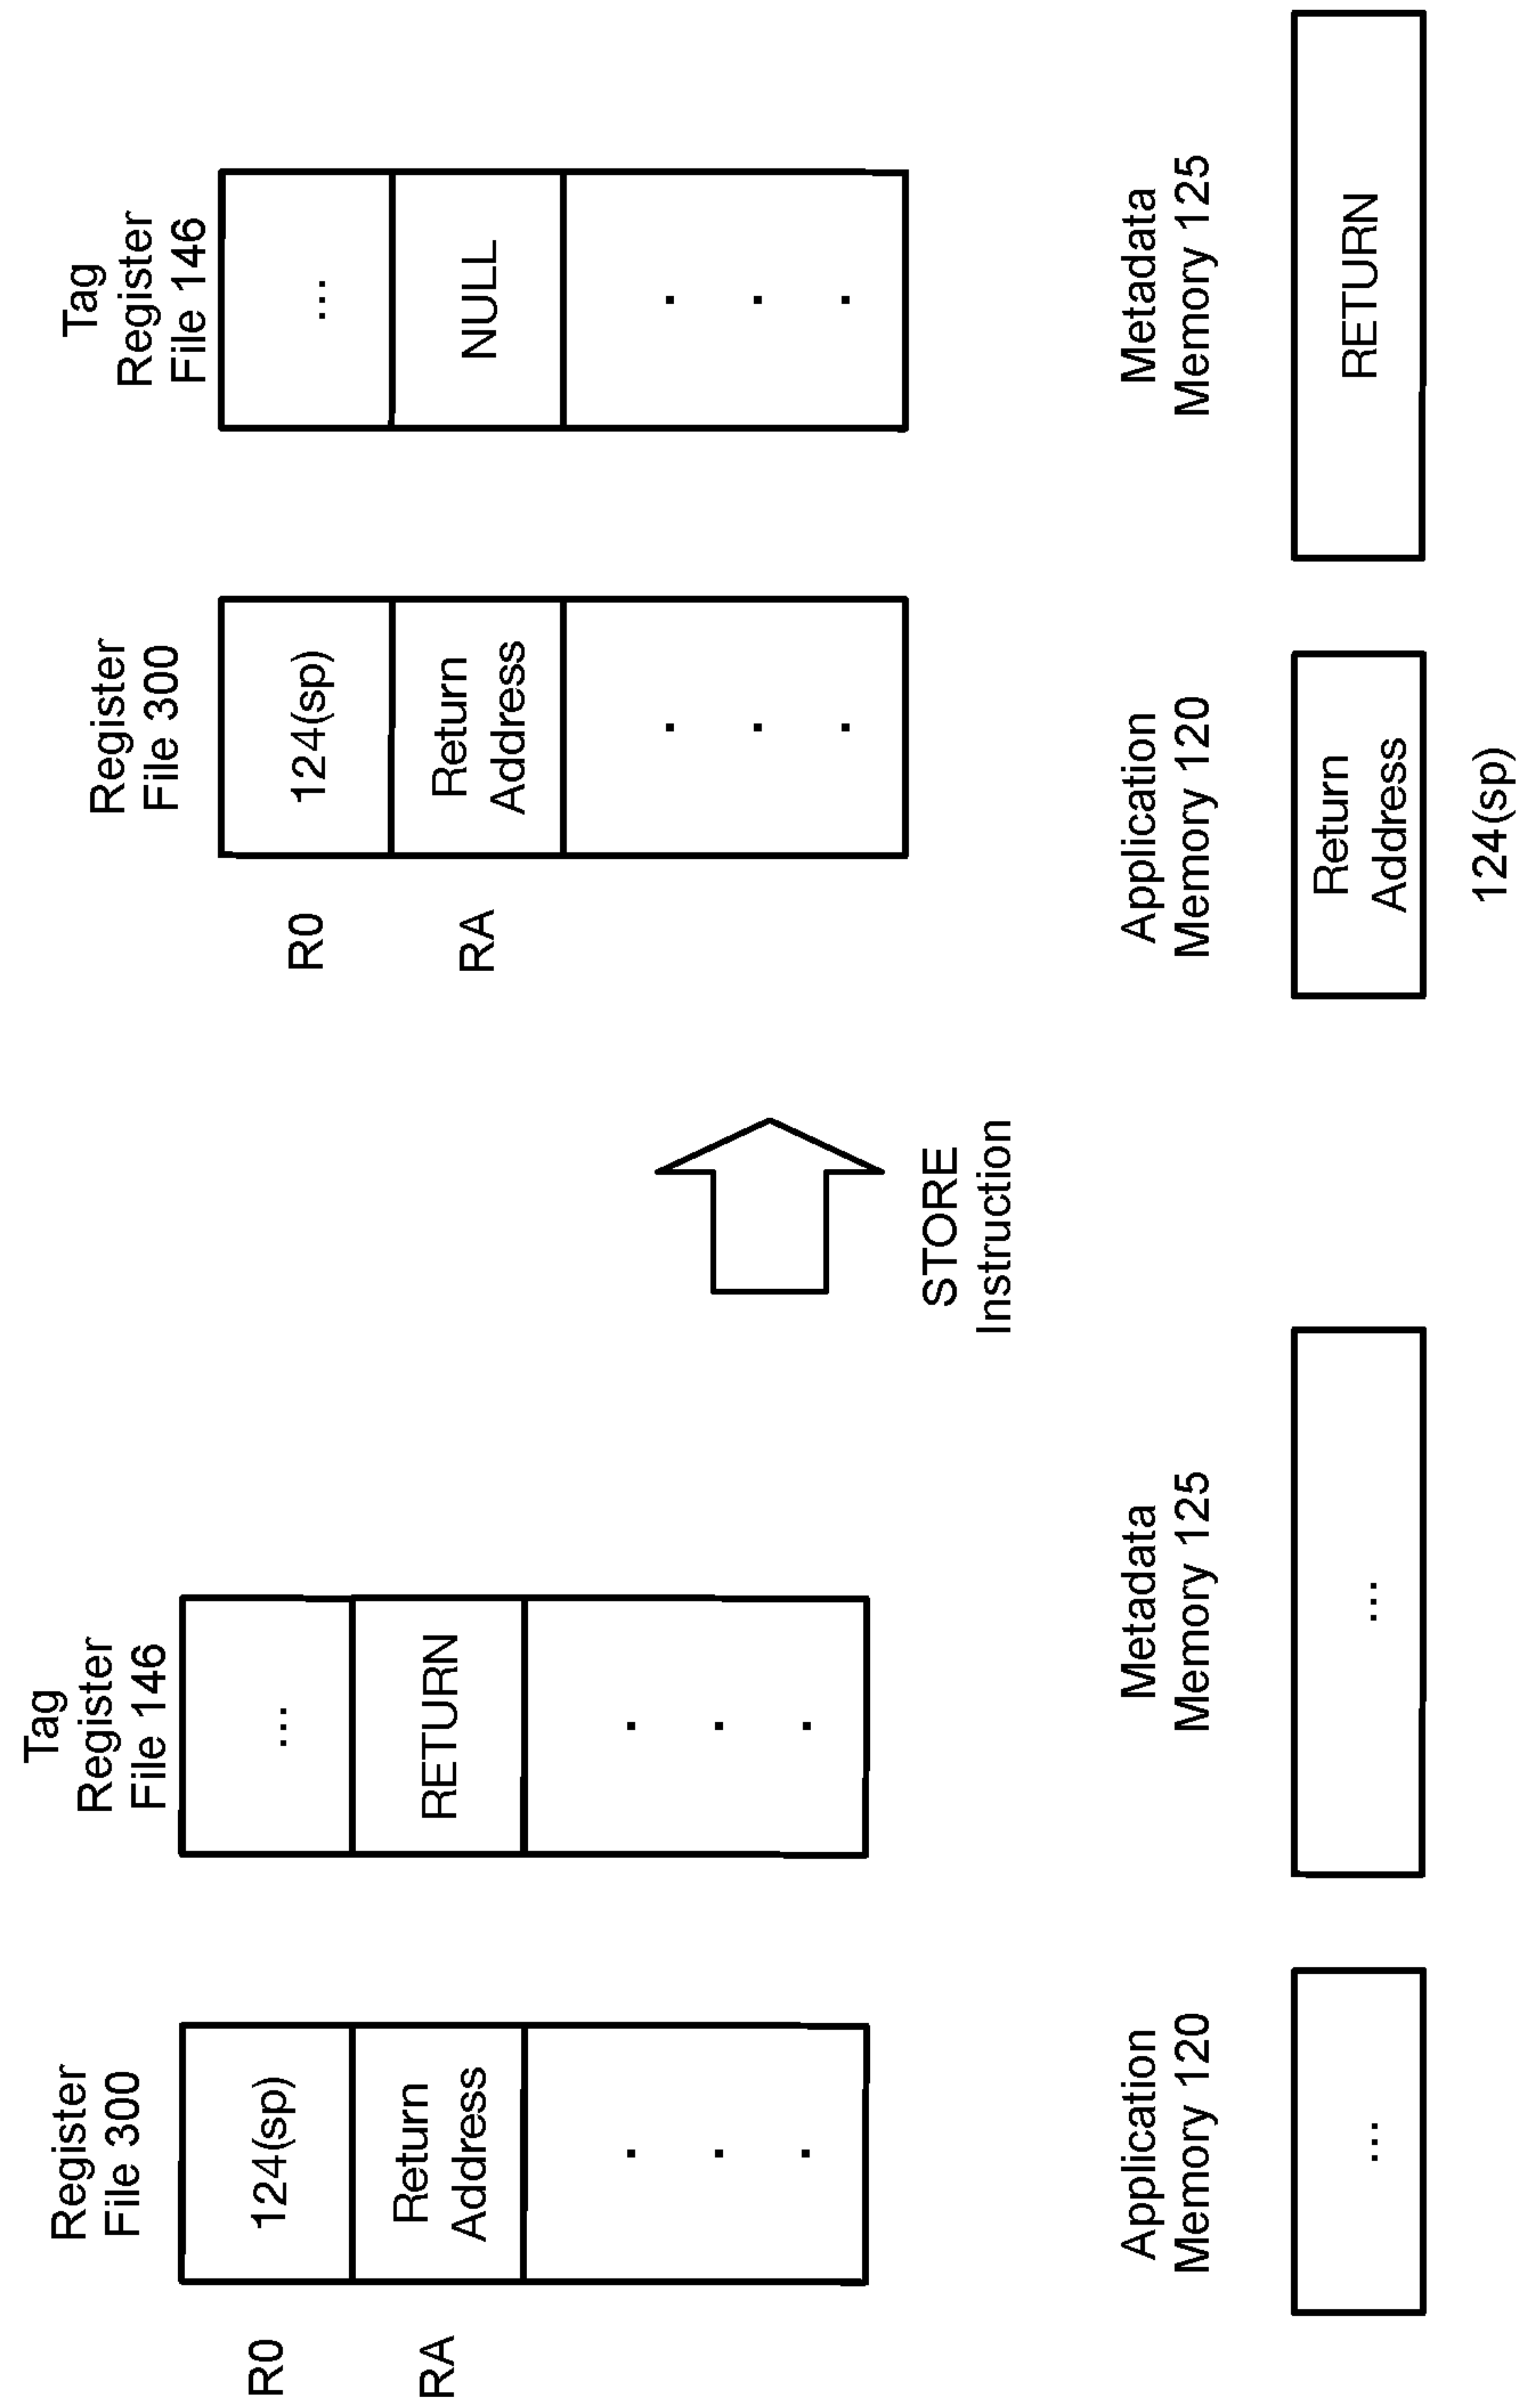 Register
File 300
Tag
Register
File 146
R0
124(sp)
...
RA
Return
Address
RETURN
.
.
.
.
.
.
Application
Memory 120
Metadata
Memory 125
...
...
STORE
Instruction
Register
File 300
Tag
Register
File 146
R0
124(sp)
...
RA
Return
Address
NULL
.
.
.
.
.
.
Application
Memory 120
Metadata
Memory 125
Return
Address
RETURN
124(sp)